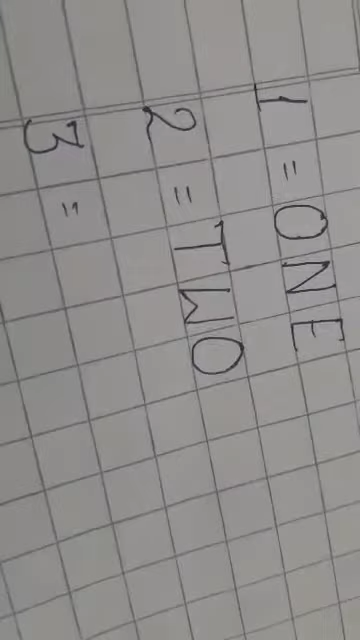 1 = ONE
2 = TWO
3 =